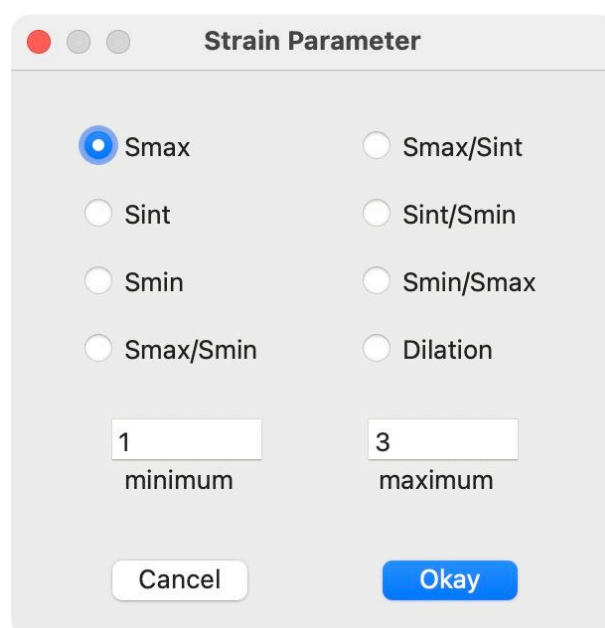 Strain Parameter
Smax
Smax/Sint
Sint
Sint/Smin
Smin
Smin/Smax
Smax/Smin
Dilation
1
3
minimum
maximum
Cancel
Okay